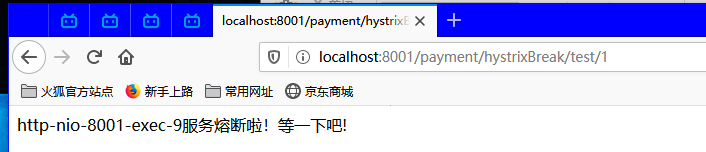 localhost:8001/payment/hystrixB
localhost:8001/payment/hystrixBreak/test/1
火狐官方站点 新手上路 常用网址 京东商城
http-nio-8001-exec-9服务熔断啦！等一下吧!